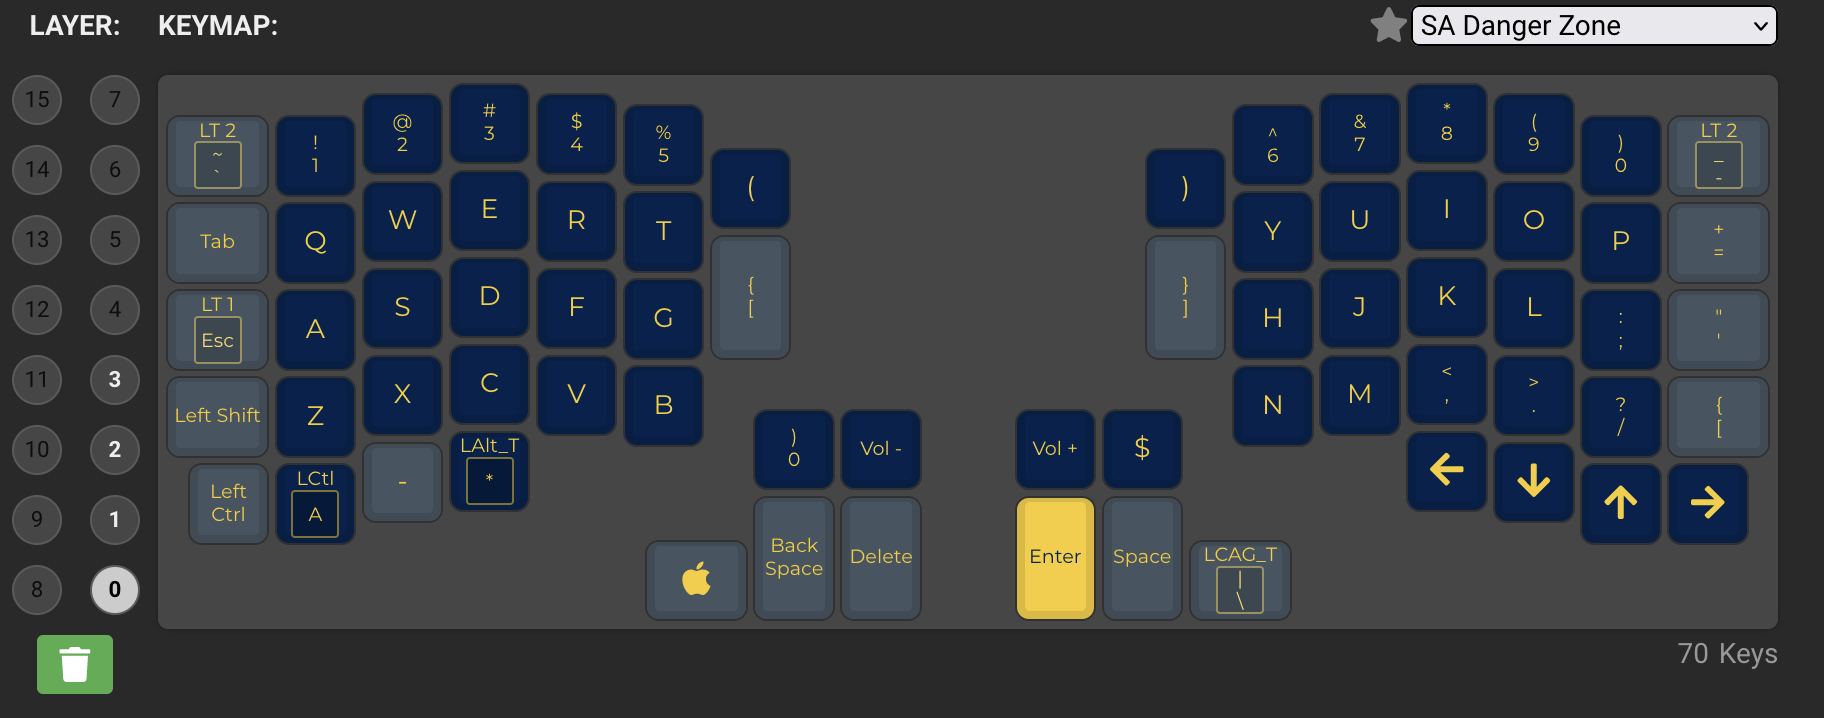 LAYER: KEYMAP: SA Danger Zone
15 7
14 6
13 5
12 4
11 3
10 2
9 1
8 0
LT 2
~
`
!
1
@
2
#
3
$
4
%
5
(
)
^
6
&
7
*
8
(
9
)
0
LT 2
_
-
Tab
Q
W
E
R
T
{
[
}
]
Y
U
I
O
P
+
=
LT 1
Esc
A
S
D
F
G
H
J
K
L
:
;
"
'
Left Shift
Z
X
C
V
B
N
M
<
,
>
.
?
/
{
[
Left
Ctrl
LCtl
A
-
LAlt_T
*
)
0
Vol -
Vol +
$
←
↓
↑
→
Back
Space
Delete
Enter
Space
LCAG_T
|
\
70 Keys